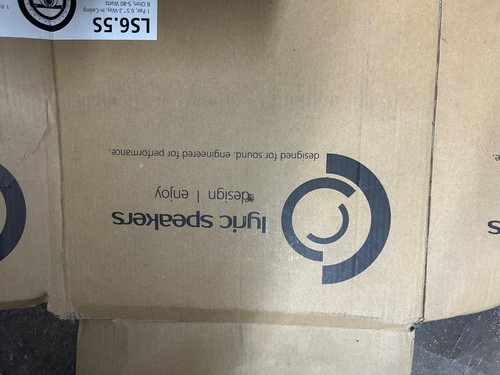 lyric speakers
design | enjoy
designed for sound. engineered for performance.
LS6.5S
1 Pair, 6.5" 2-Way, In-Ceiling
8 Ohm, 5-80 Watts